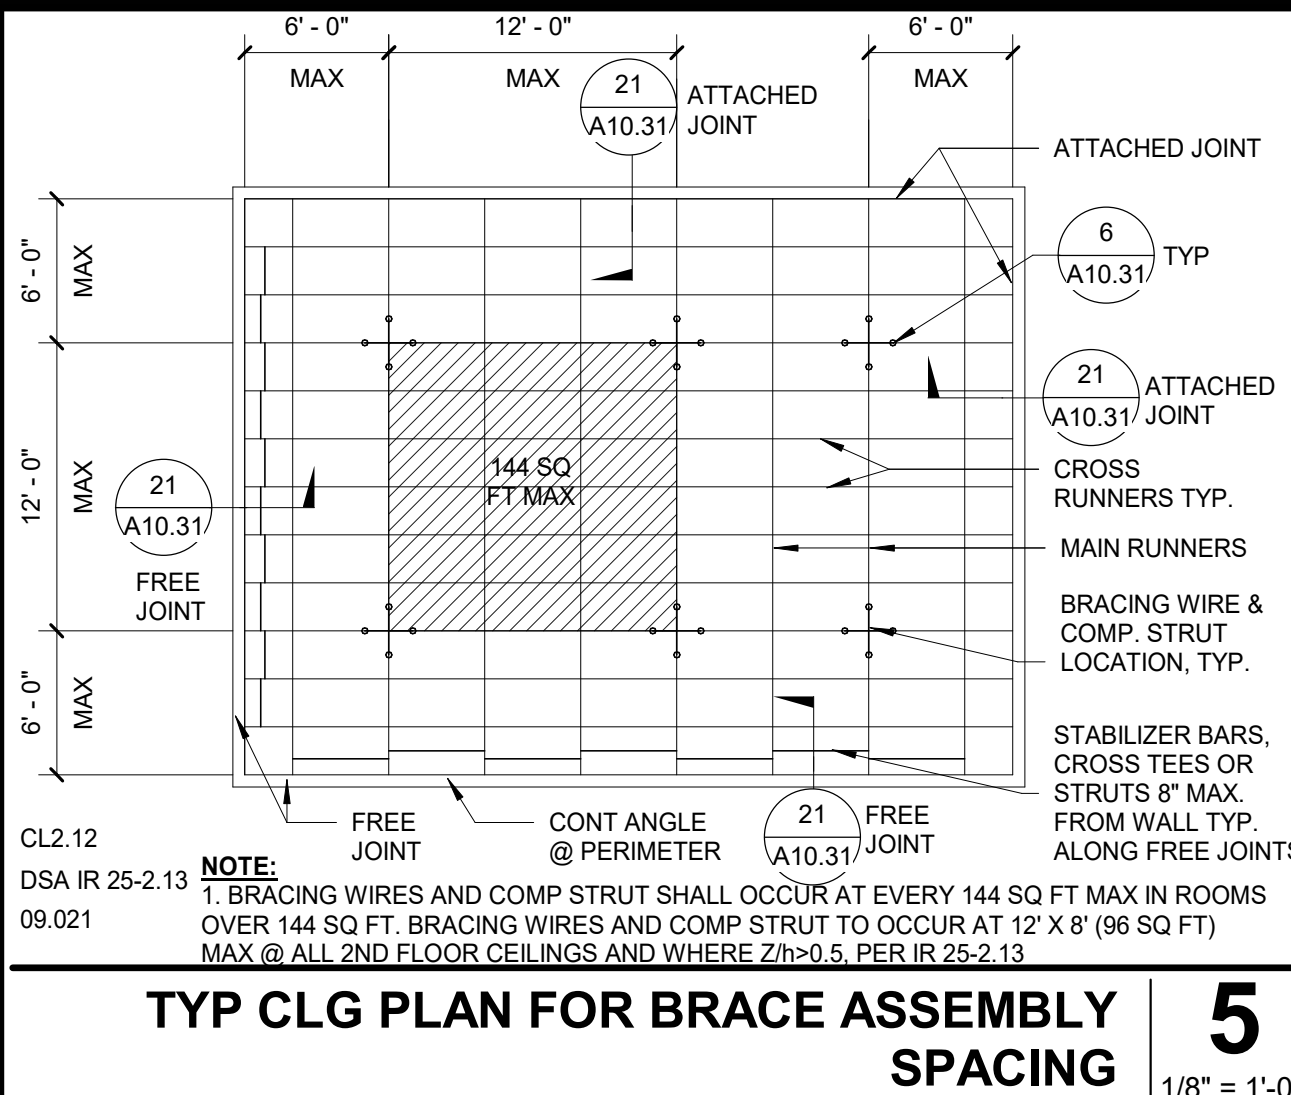 6' - 0"
12' - 0"
6' - 0"
MAX
MAX
MAX
21
A10.31
ATTACHED
JOINT
ATTACHED JOINT
6
A10.31
TYP
6' - 0"
MAX
21
A10.31
ATTACHED
JOINT
12' - 0"
MAX
144 SQ
FT MAX
CROSS
RUNNERS TYP.
21
A10.31
FREE
JOINT
MAIN RUNNERS
BRACING WIRE &
COMP. STRUT
LOCATION, TYP.
6' - 0"
MAX
STABILIZER BARS,
CROSS TEES OR
STRUTS 8" MAX.
FROM WALL TYP.
ALONG FREE JOINTS
FREE
JOINT
CONT ANGLE
@ PERIMETER
21
A10.31
FREE
JOINT
CL2.12
DSA IR 25-2.13
09.021
NOTE:
1. BRACING WIRES AND COMP STRUT SHALL OCCUR AT EVERY 144 SQ FT MAX IN ROOMS
OVER 144 SQ FT. BRACING WIRES AND COMP STRUT TO OCCUR AT 12' X 8' (96 SQ FT)
MAX @ ALL 2ND FLOOR CEILINGS AND WHERE Z/h>0.5, PER IR 25-2.13
TYP CLG PLAN FOR BRACE ASSEMBLY
SPACING
5
1/8" = 1'-0